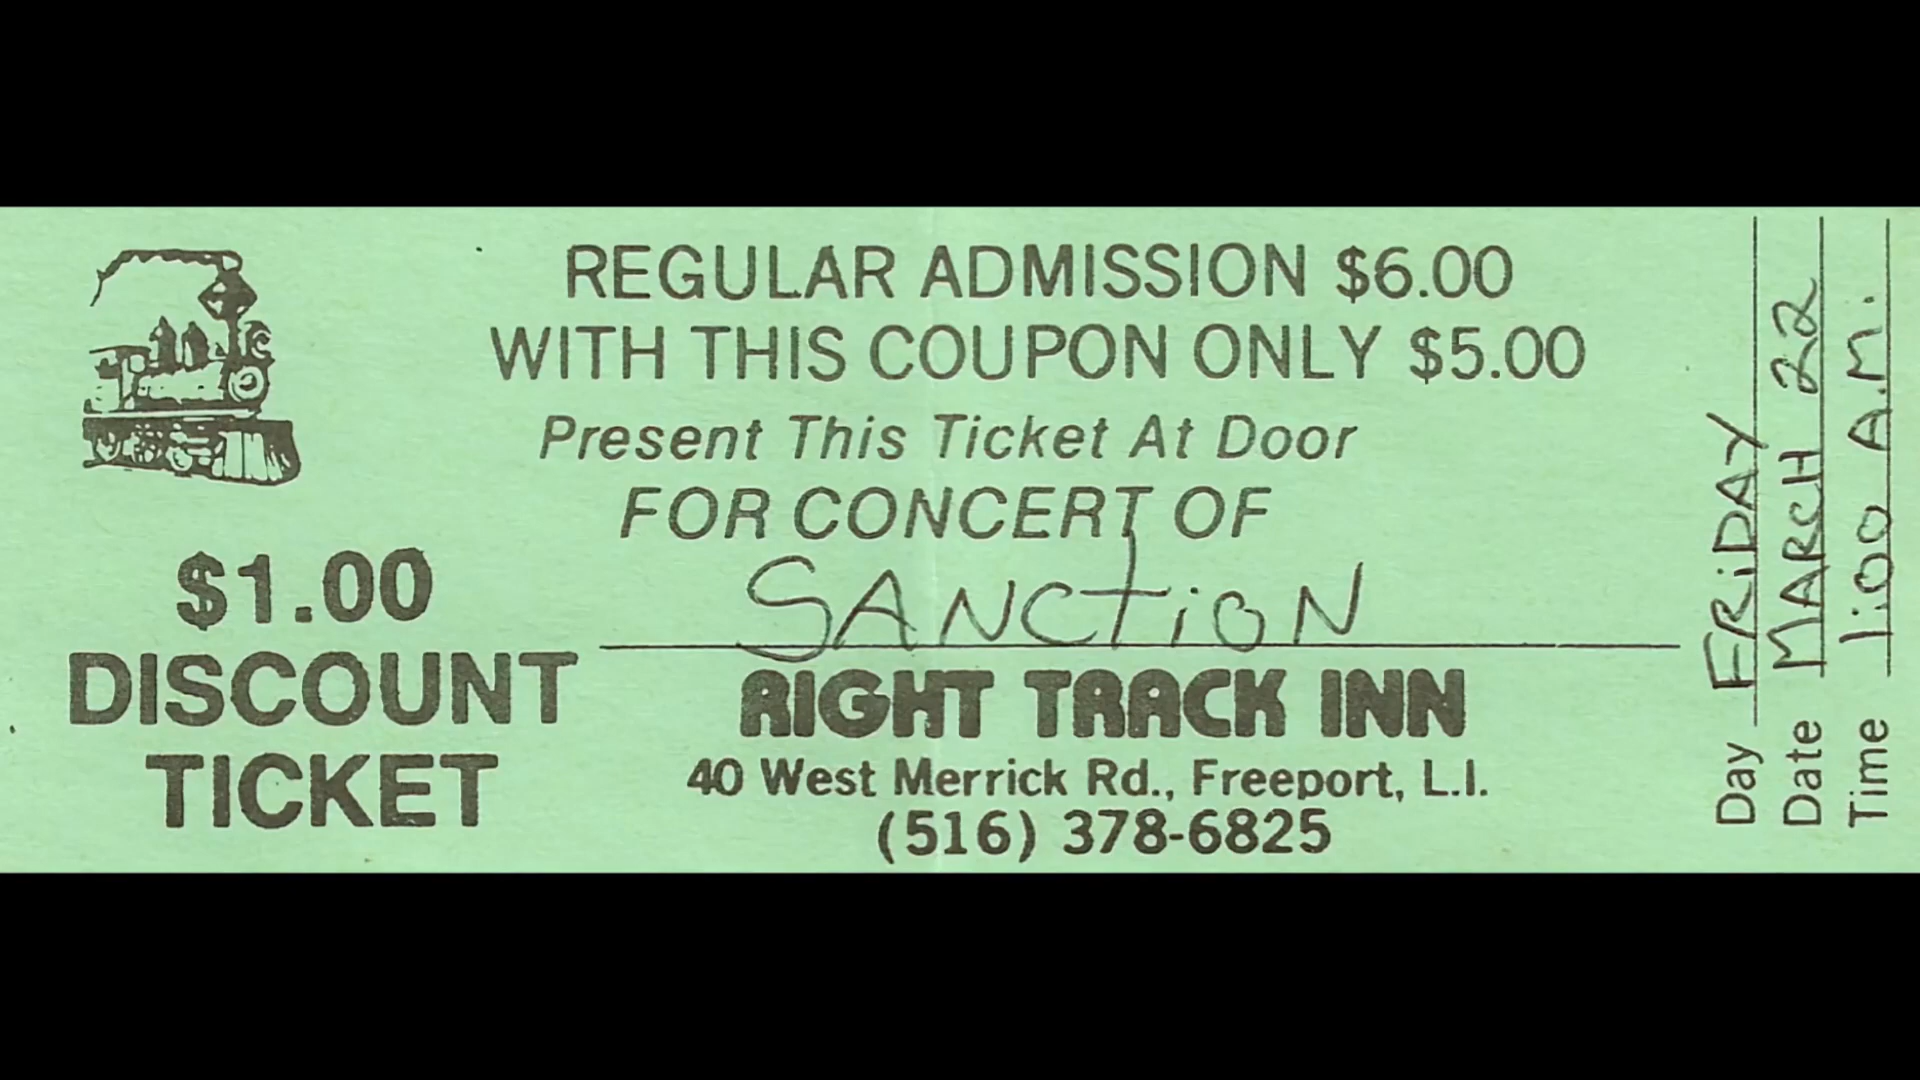 REGULAR ADMISSION $6.00
WITH THIS COUPON ONLY $5.00
Present This Ticket At Door
FOR CONCERT OF
SANCTION
RIGHT TRACK INN
40 West Merrick Rd., Freeport, L.I.
(516) 378-6825
$1.00
DISCOUNT
TICKET
Day FRIDAY
Date MARCH 22
Time 1:00 A.M.